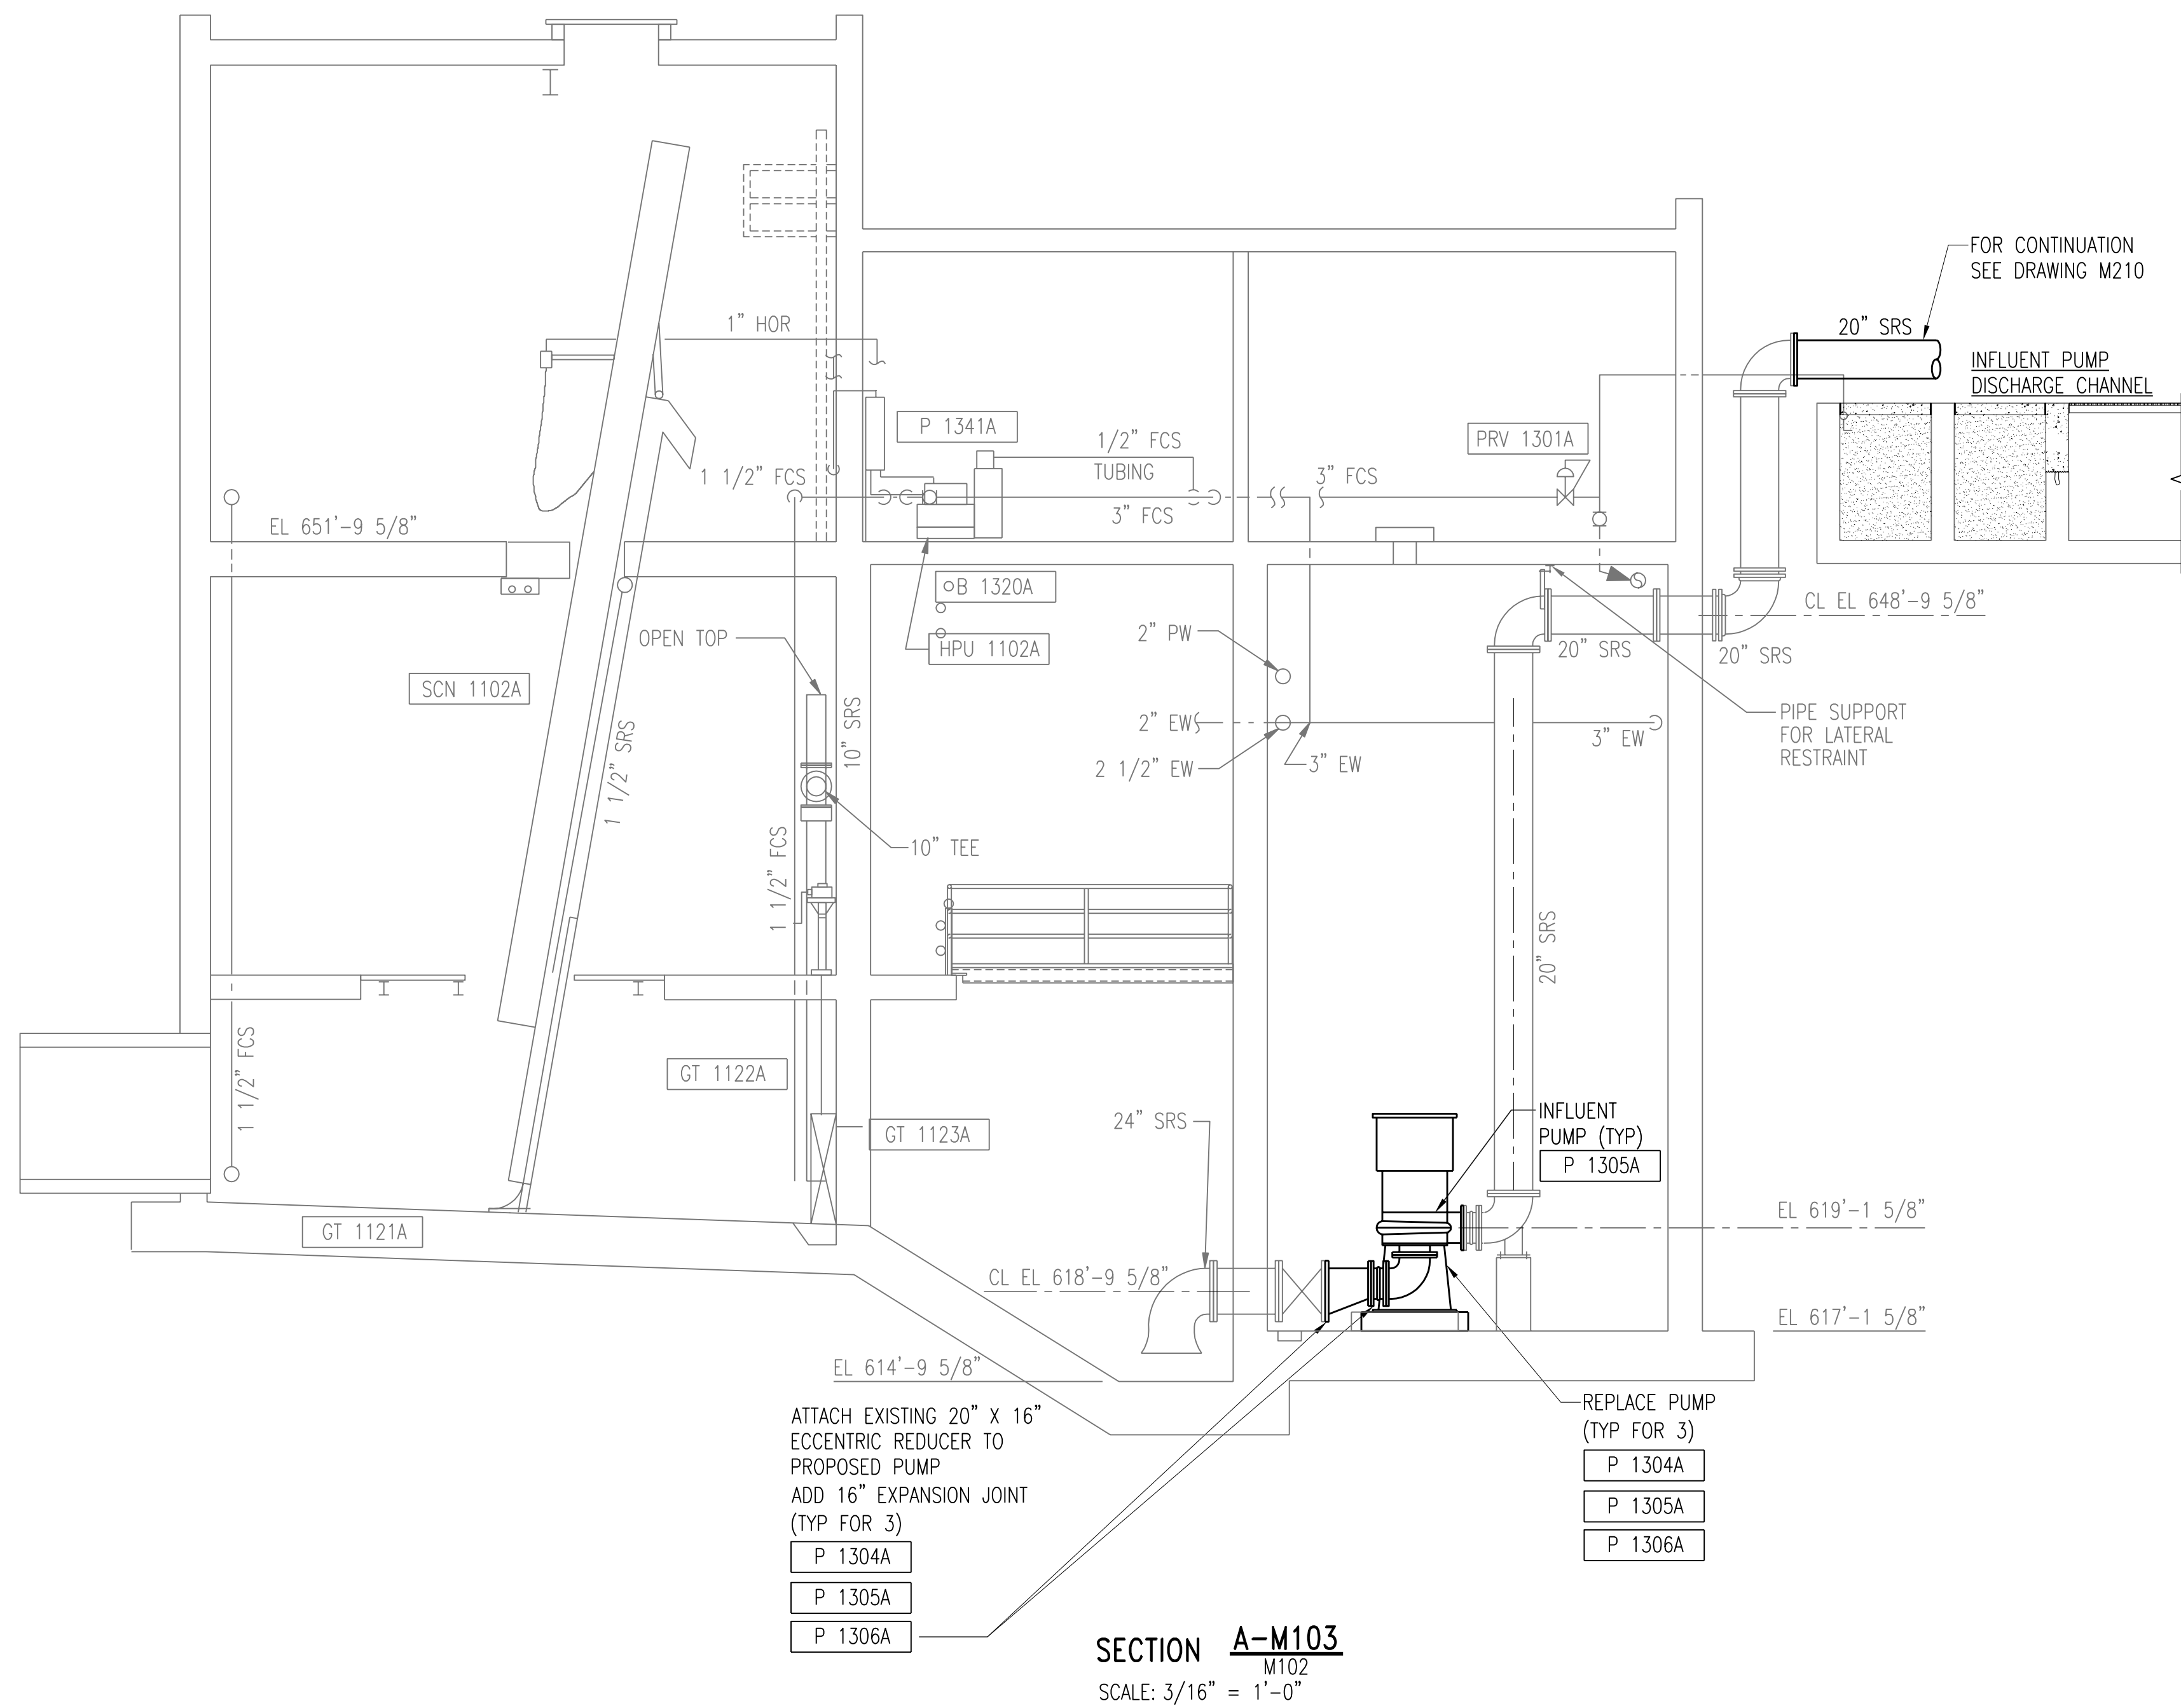 FOR CONTINUATION
SEE DRAWING M210
20" SRS
INFLUENT PUMP
DISCHARGE CHANNEL
1" HOR
P 1341A
1/2" FCS
TUBING
PRV 1301A
1 1/2" FCS
3" FCS
3" FCS
EL 651'-9 5/8"
B 1320A
CL EL 648'-9 5/8"
2" PW
OPEN TOP
HPU 1102A
20" SRS
20" SRS
SCN 1102A
10" SRS
1 1/2" SRS
2" EW
3" EW
PIPE SUPPORT
FOR LATERAL
RESTRAINT
2 1/2" EW
3" EW
10" TEE
1 1/2" FCS
20" SRS
1 1/2" FCS
GT 1122A
24" SRS
GT 1123A
INFLUENT
PUMP (TYP)
P 1305A
GT 1121A
EL 619'-1 5/8"
CL EL 618'-9 5/8"
EL 617'-1 5/8"
EL 614'-9 5/8"
ATTACH EXISTING 20" X 16"
ECCENTRIC REDUCER TO
PROPOSED PUMP
ADD 16" EXPANSION JOINT
(TYP FOR 3)
P 1304A
P 1305A
P 1306A
REPLACE PUMP
(TYP FOR 3)
P 1304A
P 1305A
P 1306A
SECTION A-M103
M102
SCALE: 3/16" = 1'-0"